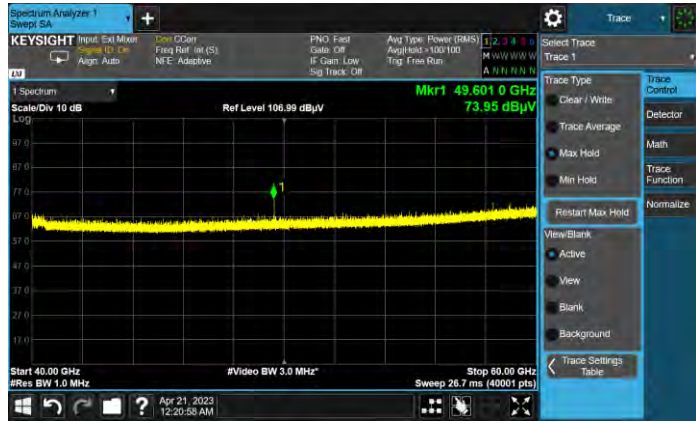 Spectrum Analyzer 1
Swept SA
+
Trace
KEYSIGHT
Input: Ext Mixer
Signal ID: On
Align: Auto
Corr CCorr
Freq Ref: Int (S)
NFE: Adaptive
PNO: Fast
Gate: Off
IF Gain: Low
Sig Track: Off
Avg Type: Power (RMS)
Avg|Hold:>100/100
Trig: Free Run
1 2 3 4 5 6
M W W W W W
A N N N N N
LM
Select Trace
Trace 1
1 Spectrum
Scale/Div 10 dB
Log
Ref Level 106.99 dBµV
Mkr1 49.601 0 GHz
73.95 dBµV
97.0
87.0
77.0
67.0
57.0
47.0
37.0
27.0
17.0
1
Start 40.00 GHz
#Res BW 1.0 MHz
#Video BW 3.0 MHz*
Stop 60.00 GHz
Sweep 26.7 ms (40001 pts)
Trace Type
Clear / Write
Trace Average
Max Hold
Min Hold
Restart Max Hold
View/Blank
Active
View
Blank
Background
Trace Settings
Table
Trace
Control
Detector
Math
Trace
Function
Normalize
?
Apr 21, 2023
12:20:58 AM